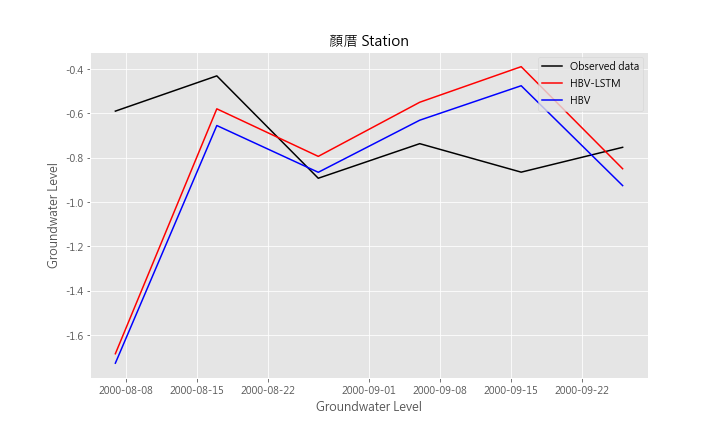 顏厝 Station
Observed data
HBV-LSTM
HBV
Groundwater Level
-0.4
-0.6
-0.8
-1.0
-1.2
-1.4
-1.6
2000-08-08 2000-08-15 2000-08-22 2000-09-01 2000-09-08 2000-09-15 2000-09-22
Groundwater Level